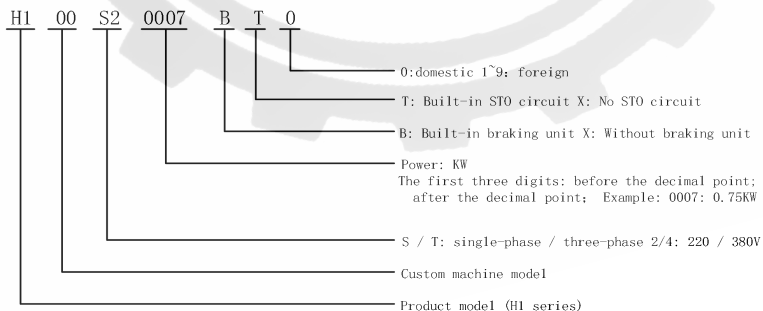 H1 00 S2 0007 B T 0
0:domestic 1~9: foreign
T: Built-in STO circuit X: No STO circuit
B: Built-in braking unit X: Without braking unit
Power: KW
The first three digits: before the decimal point;
after the decimal point; Example: 0007: 0.75KW
S / T: single-phase / three-phase 2/4: 220 / 380V
Custom machine model
Product model (H1 series)